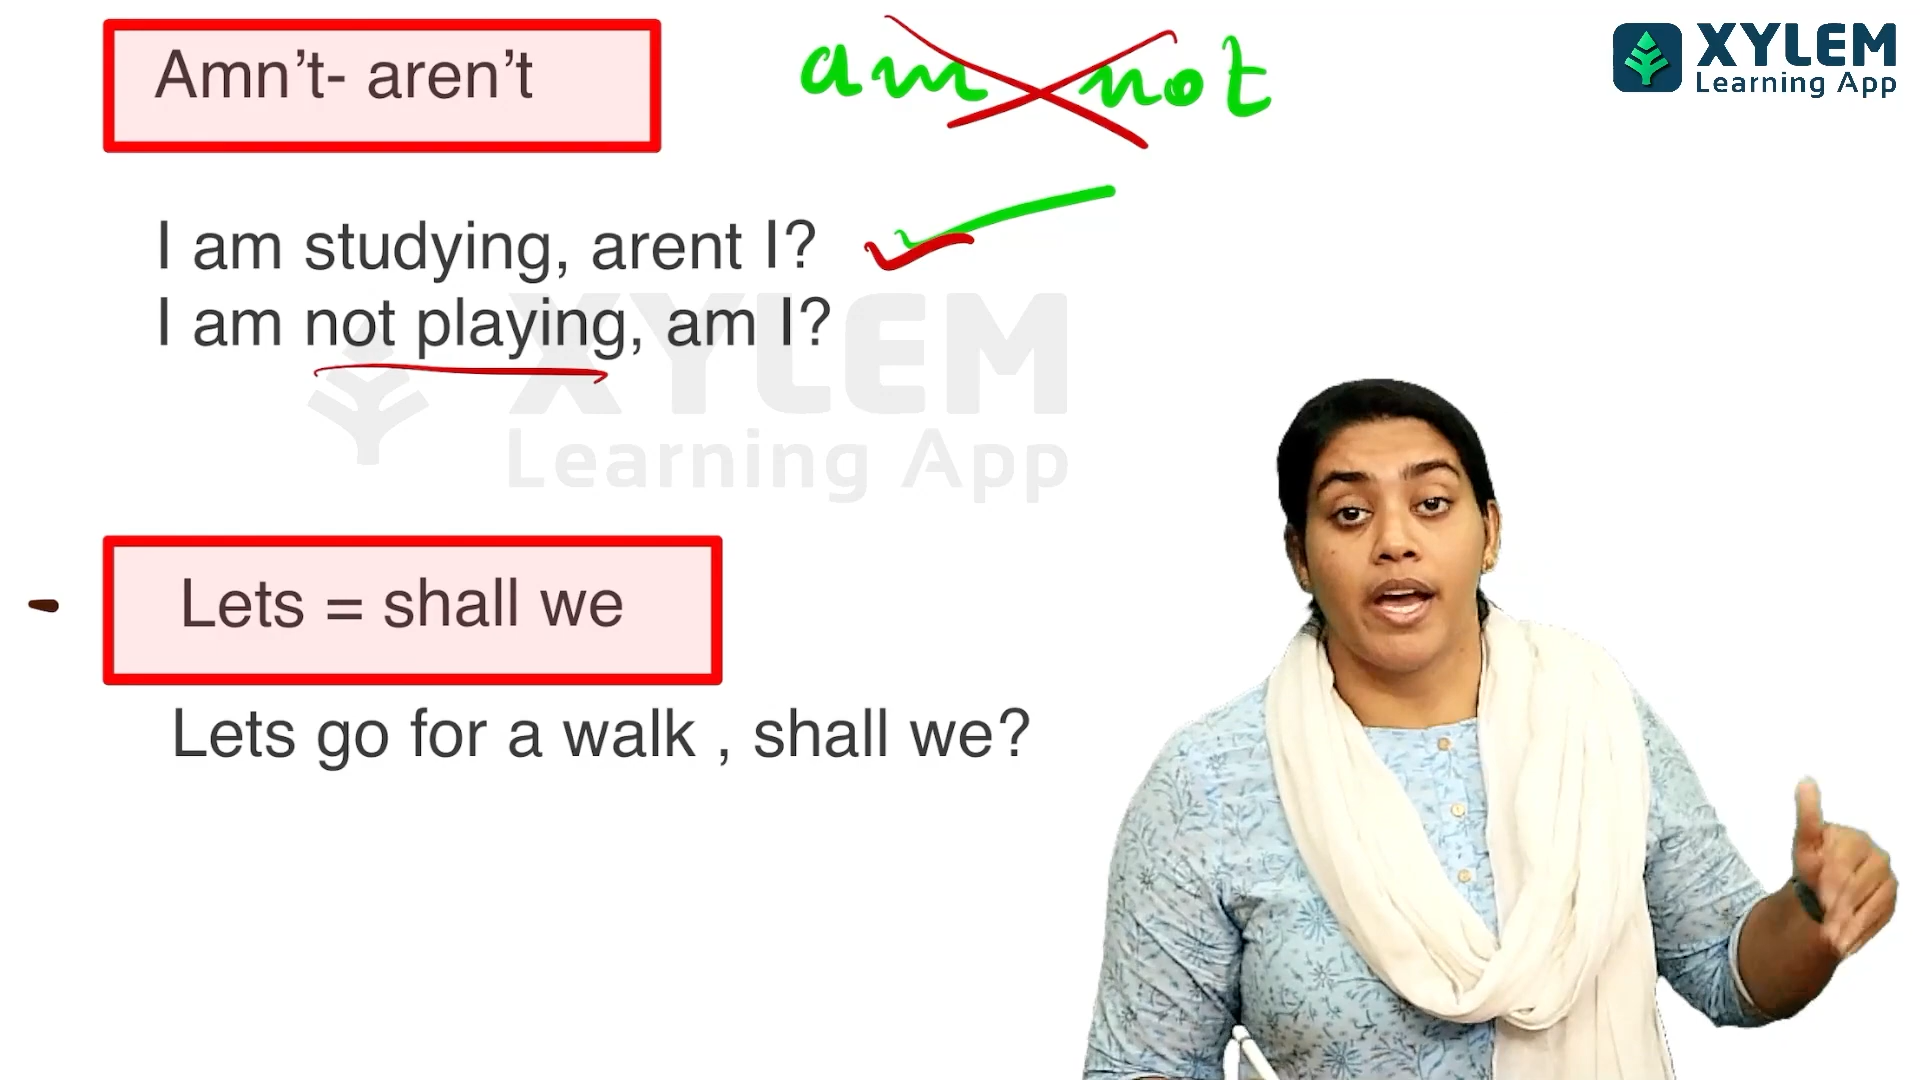 Amn't- aren't
am not
XYLEM
Learning App
I am studying, arent I?
I am not playing, am I?
XYLEM
Learning App
Lets = shall we
Lets go for a walk , shall we?